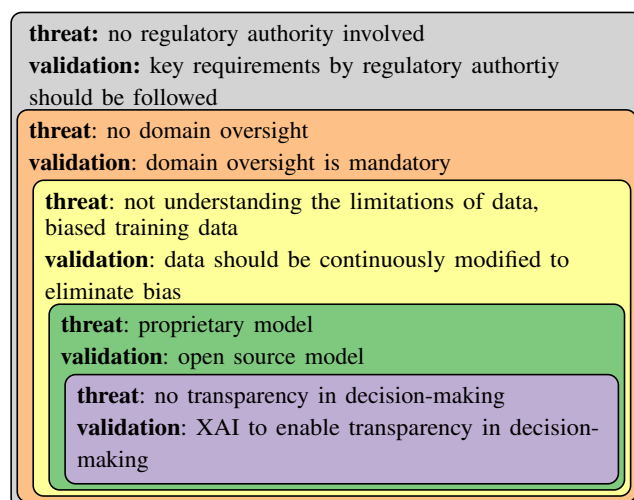 threat: no regulatory authority involved
validation: key requirements by regulatory authortiy
should be followed
threat: no domain oversight
validation: domain oversight is mandatory
threat: not understanding the limitations of data,
biased training data
validation: data should be continuously modified to
eliminate bias
threat: proprietary model
validation: open source model
threat: no transparency in decision-making
validation: XAI to enable transparency in decision-
making